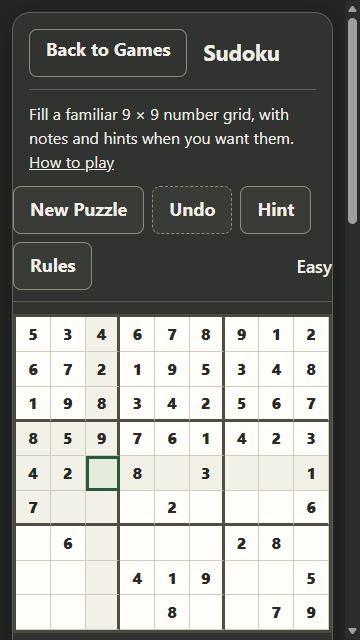 Back to Games
Sudoku
Fill a familiar 9 × 9 number grid, with
notes and hints when you want them.
How to play
New Puzzle Undo Hint
Rules Easy
5 3 4 6 7 8 9 1 2
6 7 2 1 9 5 3 4 8
1 9 8 3 4 2 5 6 7
8 5 9 7 6 1 4 2 3
4 2 8 3 1
7 2 6
6 2 8
4 1 9 5
8 7 9